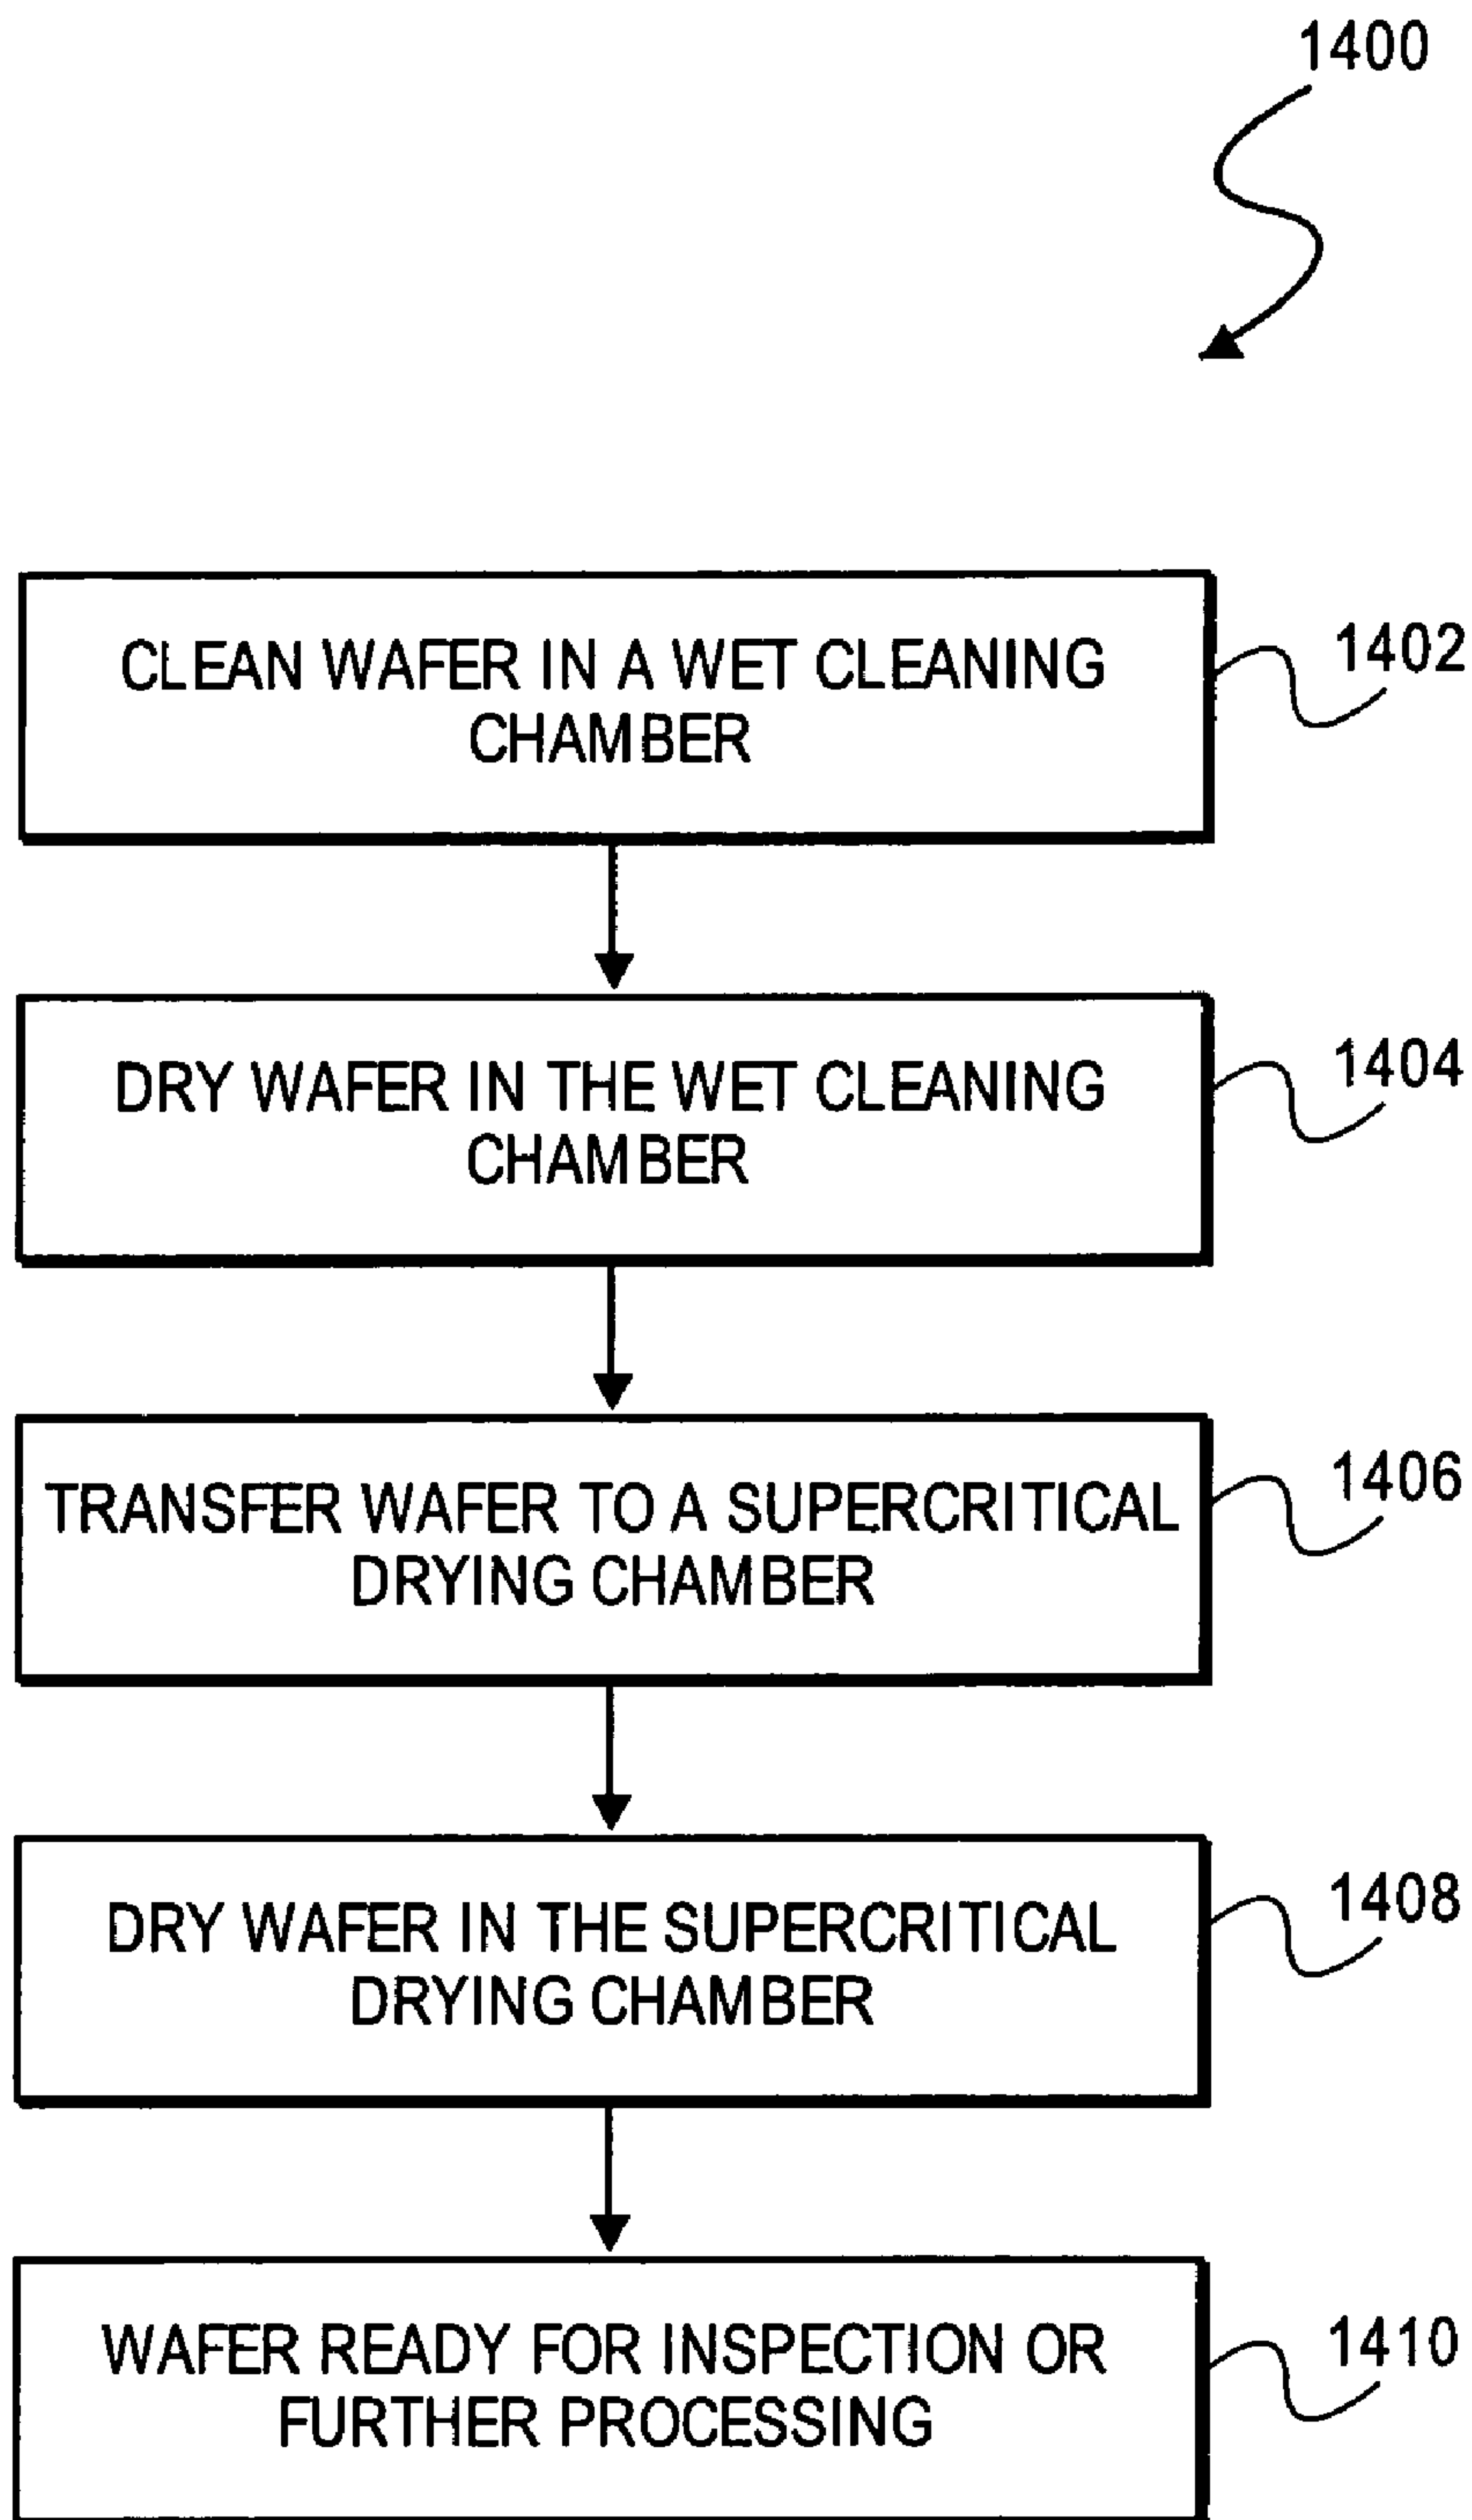 1400
CLEAN WAFER IN A WET CLEANING
CHAMBER
1402
DRY WAFER IN THE WET CLEANING
CHAMBER
1404
TRANSFER WAFER TO A SUPERCRITICAL
DRYING CHAMBER
1406
DRY WAFER IN THE SUPERCRITICAL
DRYING CHAMBER
1408
WAFER READY FOR INSPECTION OR
FURTHER PROCESSING
1410